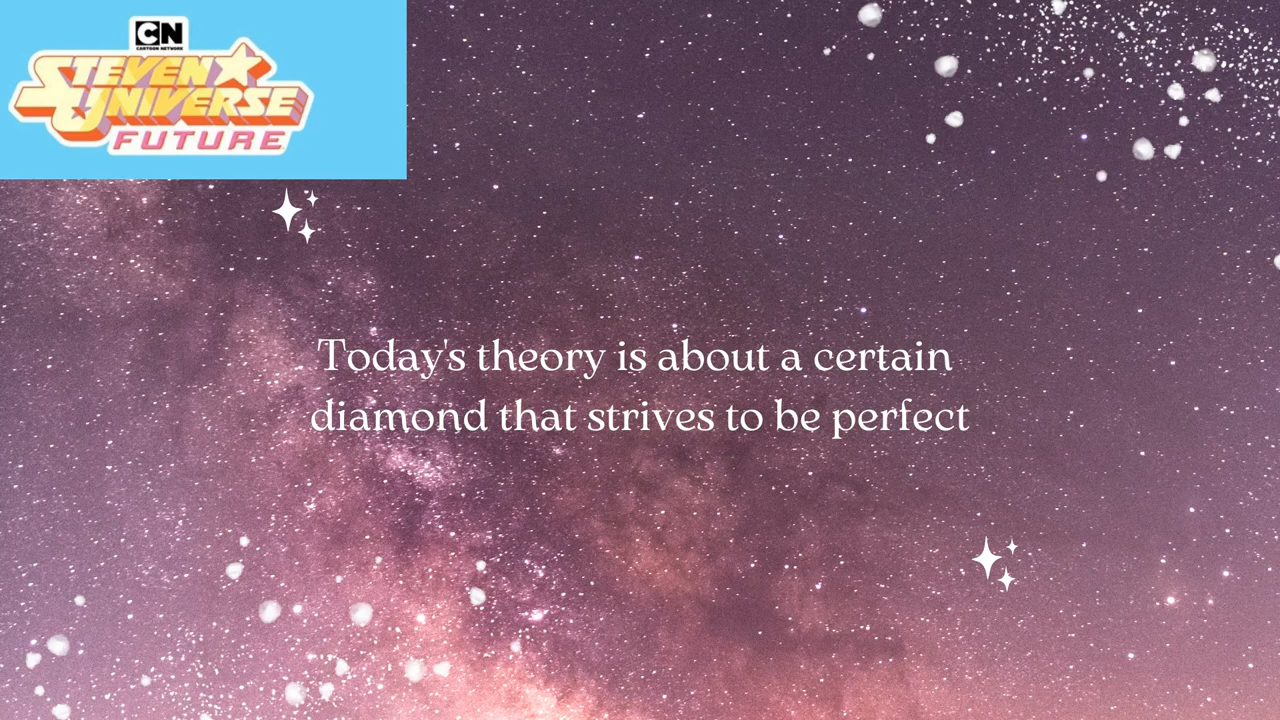 CN
CARTOON NETWORK
STEVEN
UNIVERSE
FUTURE
Today's theory is about a certain
diamond that strives to be perfect